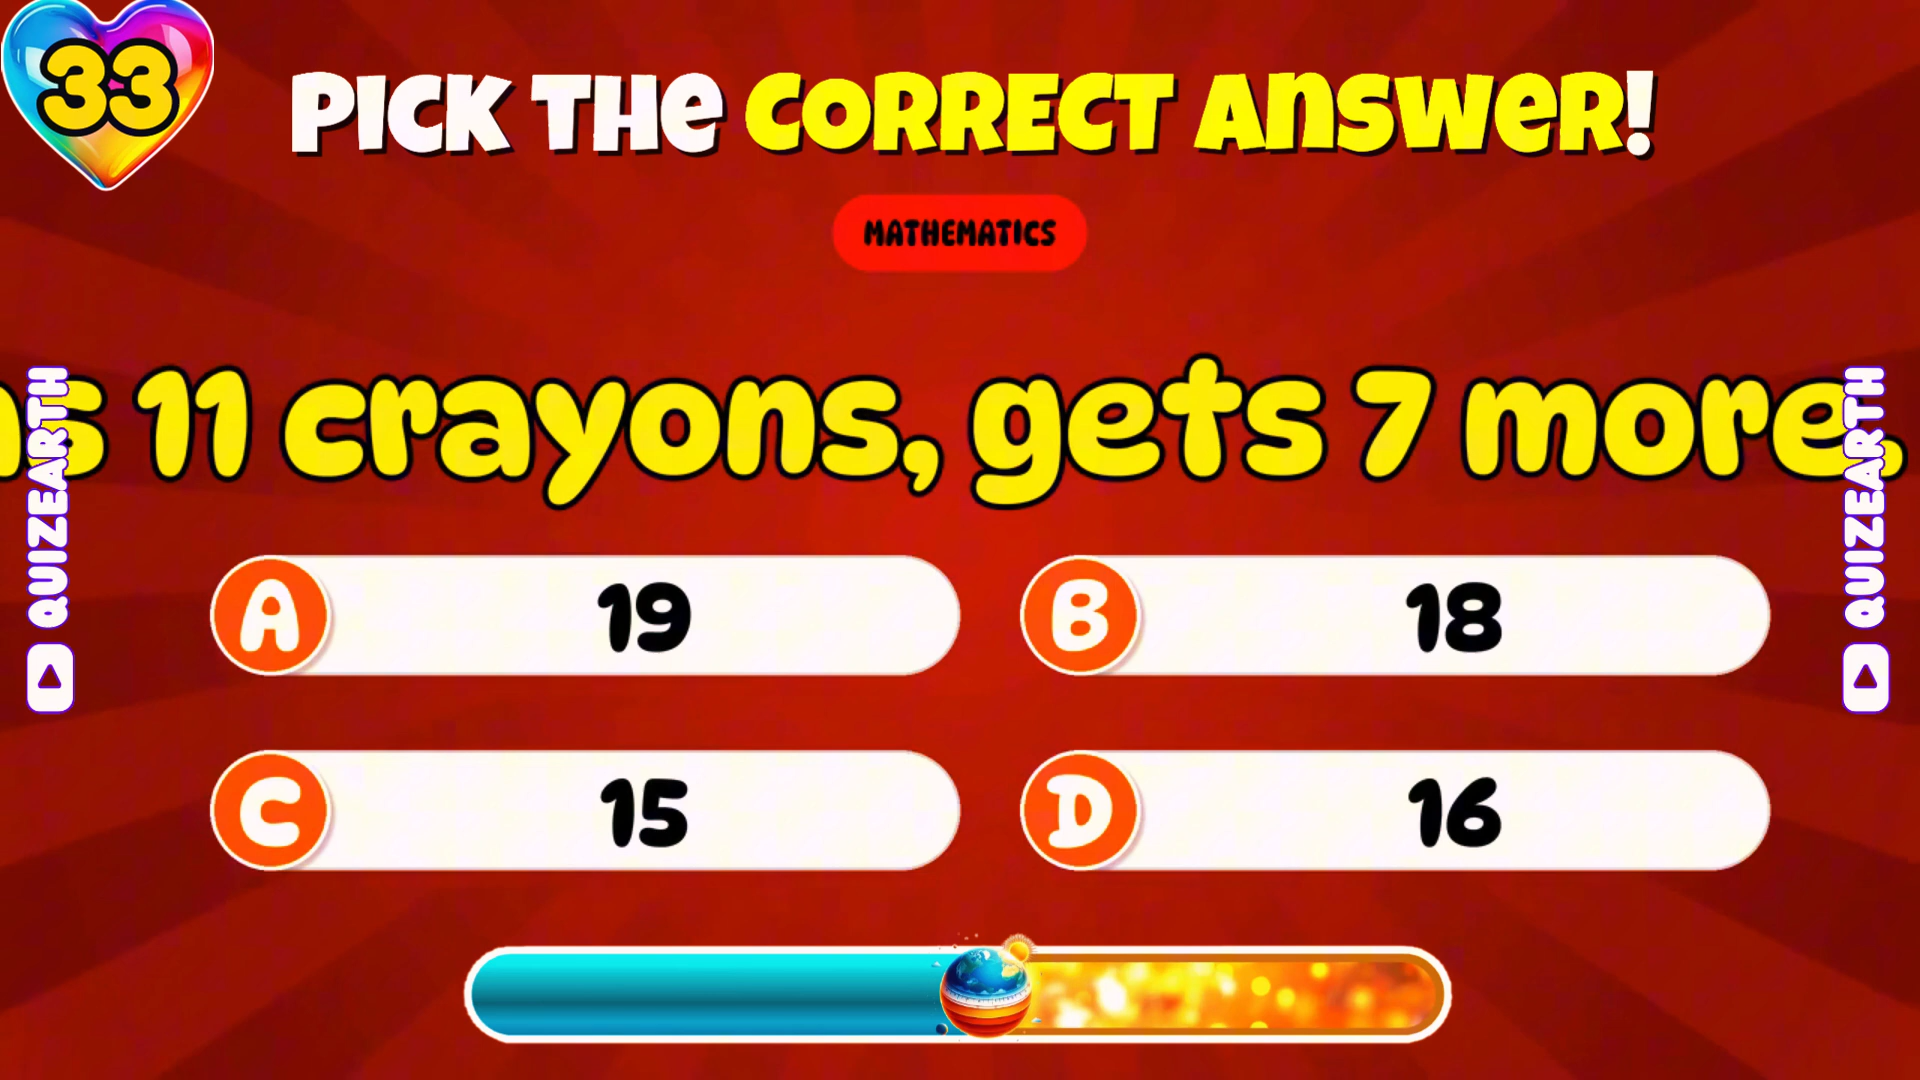 33
PICK THE CORRECT ANSWER!
MATHEMATICS
s 11 crayons, gets 7 more.
QUIZEARTH
QUIZEARTH
A 19
B 18
C 15
D 16